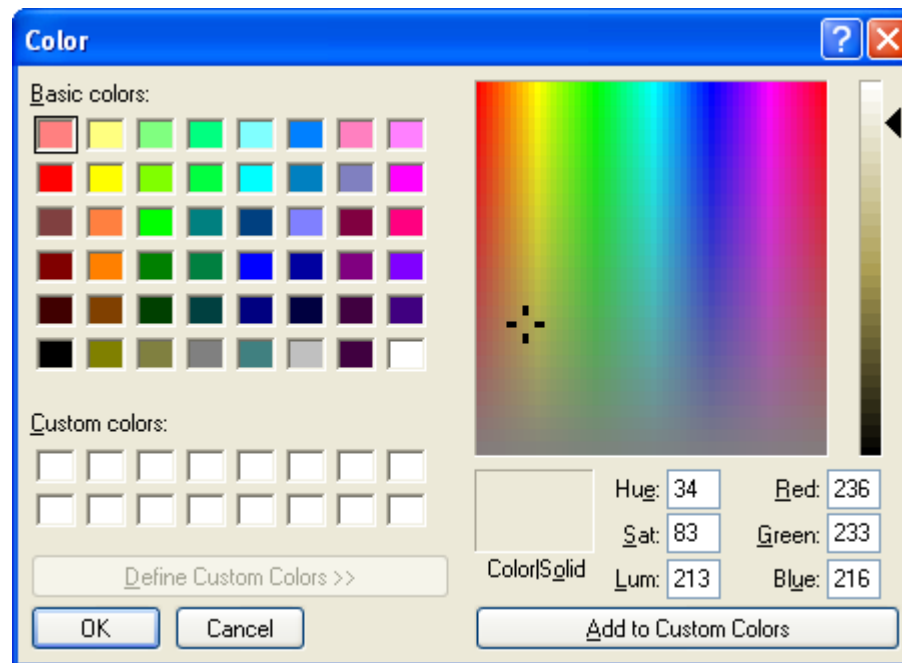 Color
Basic colors:
Custom colors:
Define Custom Colors >>
OK Cancel
Color|Solid
Hue: 34 Red: 236
Sat: 83 Green: 233
Lum: 213 Blue: 216
Add to Custom Colors